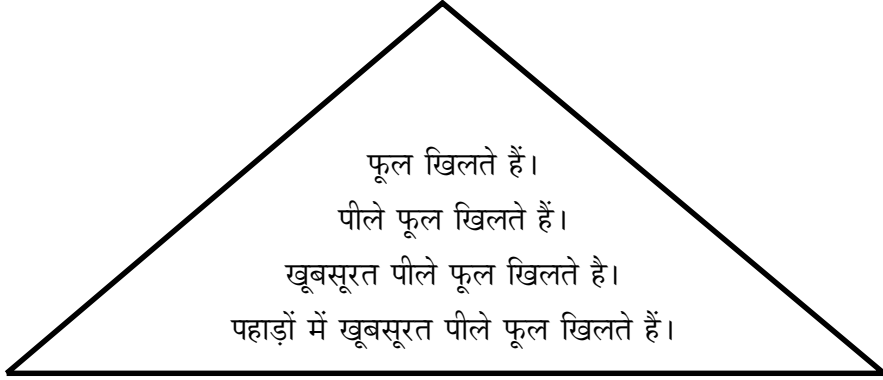 फूल खिलते हैं।
पीले फूल खिलते हैं।
खूबसूरत पीले फूल खिलते है।
पहाड़ों में खूबसूरत पीले फूल खिलते हैं।